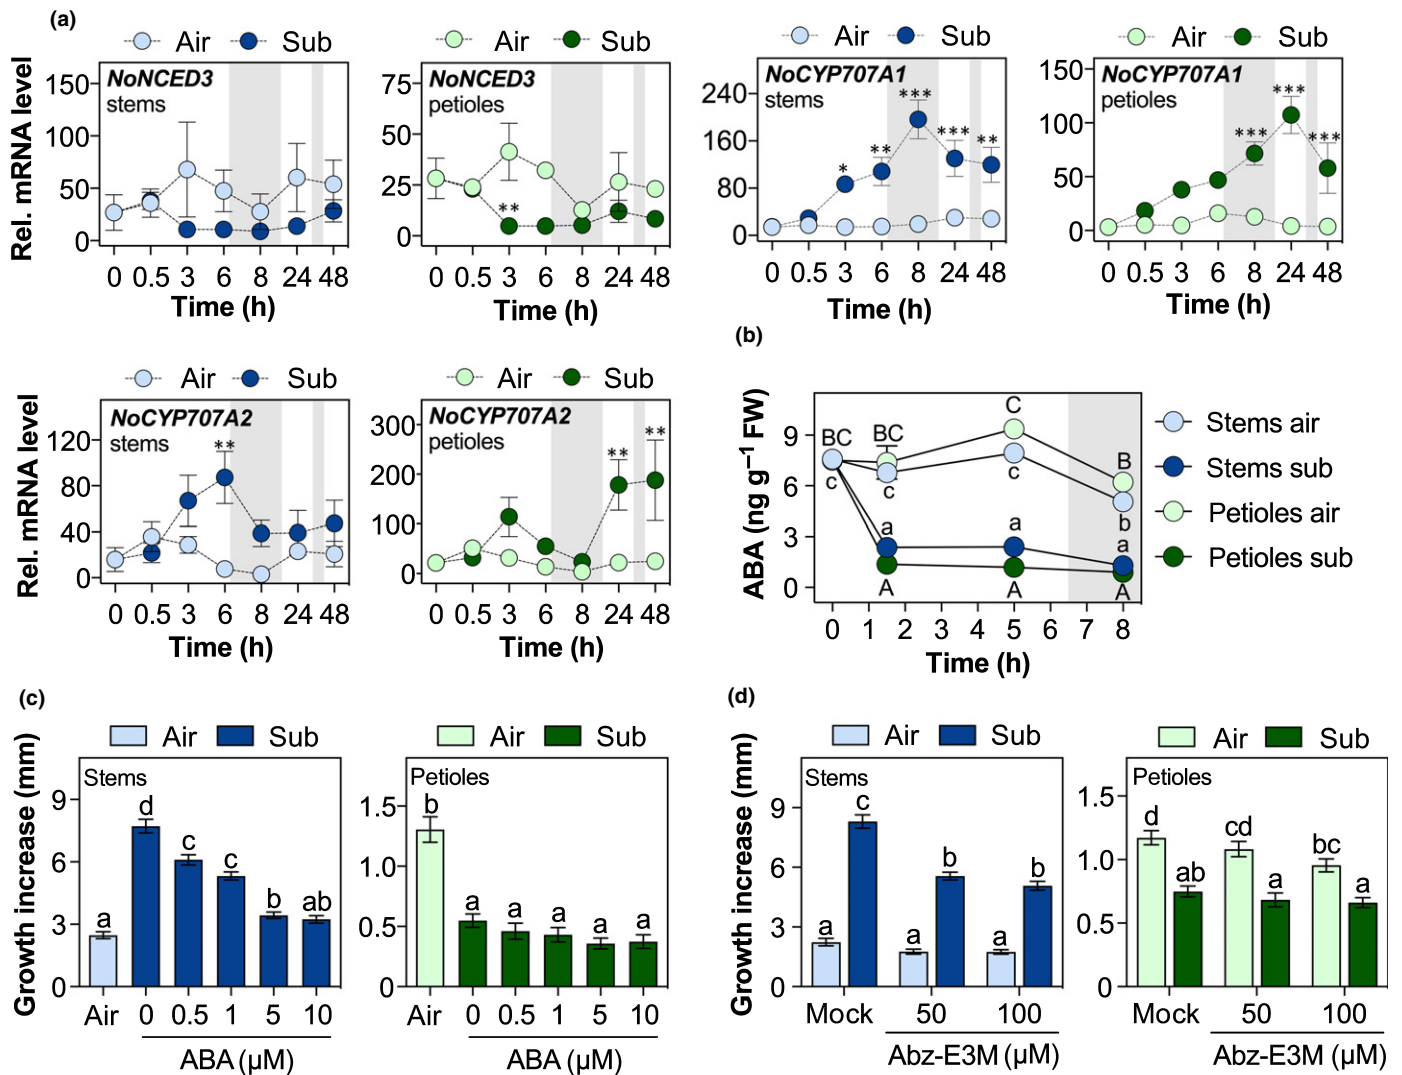 (a)
Air Sub
Air Sub
Air Sub
Air Sub
Rel. mRNA level
150
100
50
0
NoNCED3
stems
0 0.5 3 6 8 24 48
Time (h)
75
50
25
0
NoNCED3
petioles
**
0 0.5 3 6 8 24 48
Time (h)
240
160
80
0
NoCYP707A1
stems
* ** *** *** **
0 0.5 3 6 8 24 48
Time (h)
150
100
50
0
NoCYP707A1
petioles
*** *** ***
0 0.5 3 6 8 24 48
Time (h)
Air Sub
Rel. mRNA level
120
80
40
0
NoCYP707A2
stems
**
0 0.5 3 6 8 24 48
Time (h)
Air Sub
300
200
100
0
NoCYP707A2
petioles
** **
0 0.5 3 6 8 24 48
Time (h)
(b)
ABA (ng g−1 FW)
9
6
3
0
BC BC C B
c c c b
a a a
A A A
0 1 2 3 4 5 6 7 8
Time (h)
Stems air
Stems sub
Petioles air
Petioles sub
(c)
Air Sub
Growth increase (mm)
9
6
3
0
Stems
a d c c b ab
Air 0 0.5 1 5 10
ABA (µM)
Air Sub
1.5
1.0
0.5
0
Petioles
b a a a a a
Air 0 0.5 1 5 10
ABA (µM)
(d)
Air Sub
Growth increase (mm)
9
6
3
0
Stems
a c a b a b
Mock 50 100
Abz-E3M (µM)
Air Sub
1.5
1.0
0.5
0
Petioles
d ab cd a bc a
Mock 50 100
Abz-E3M (µM)